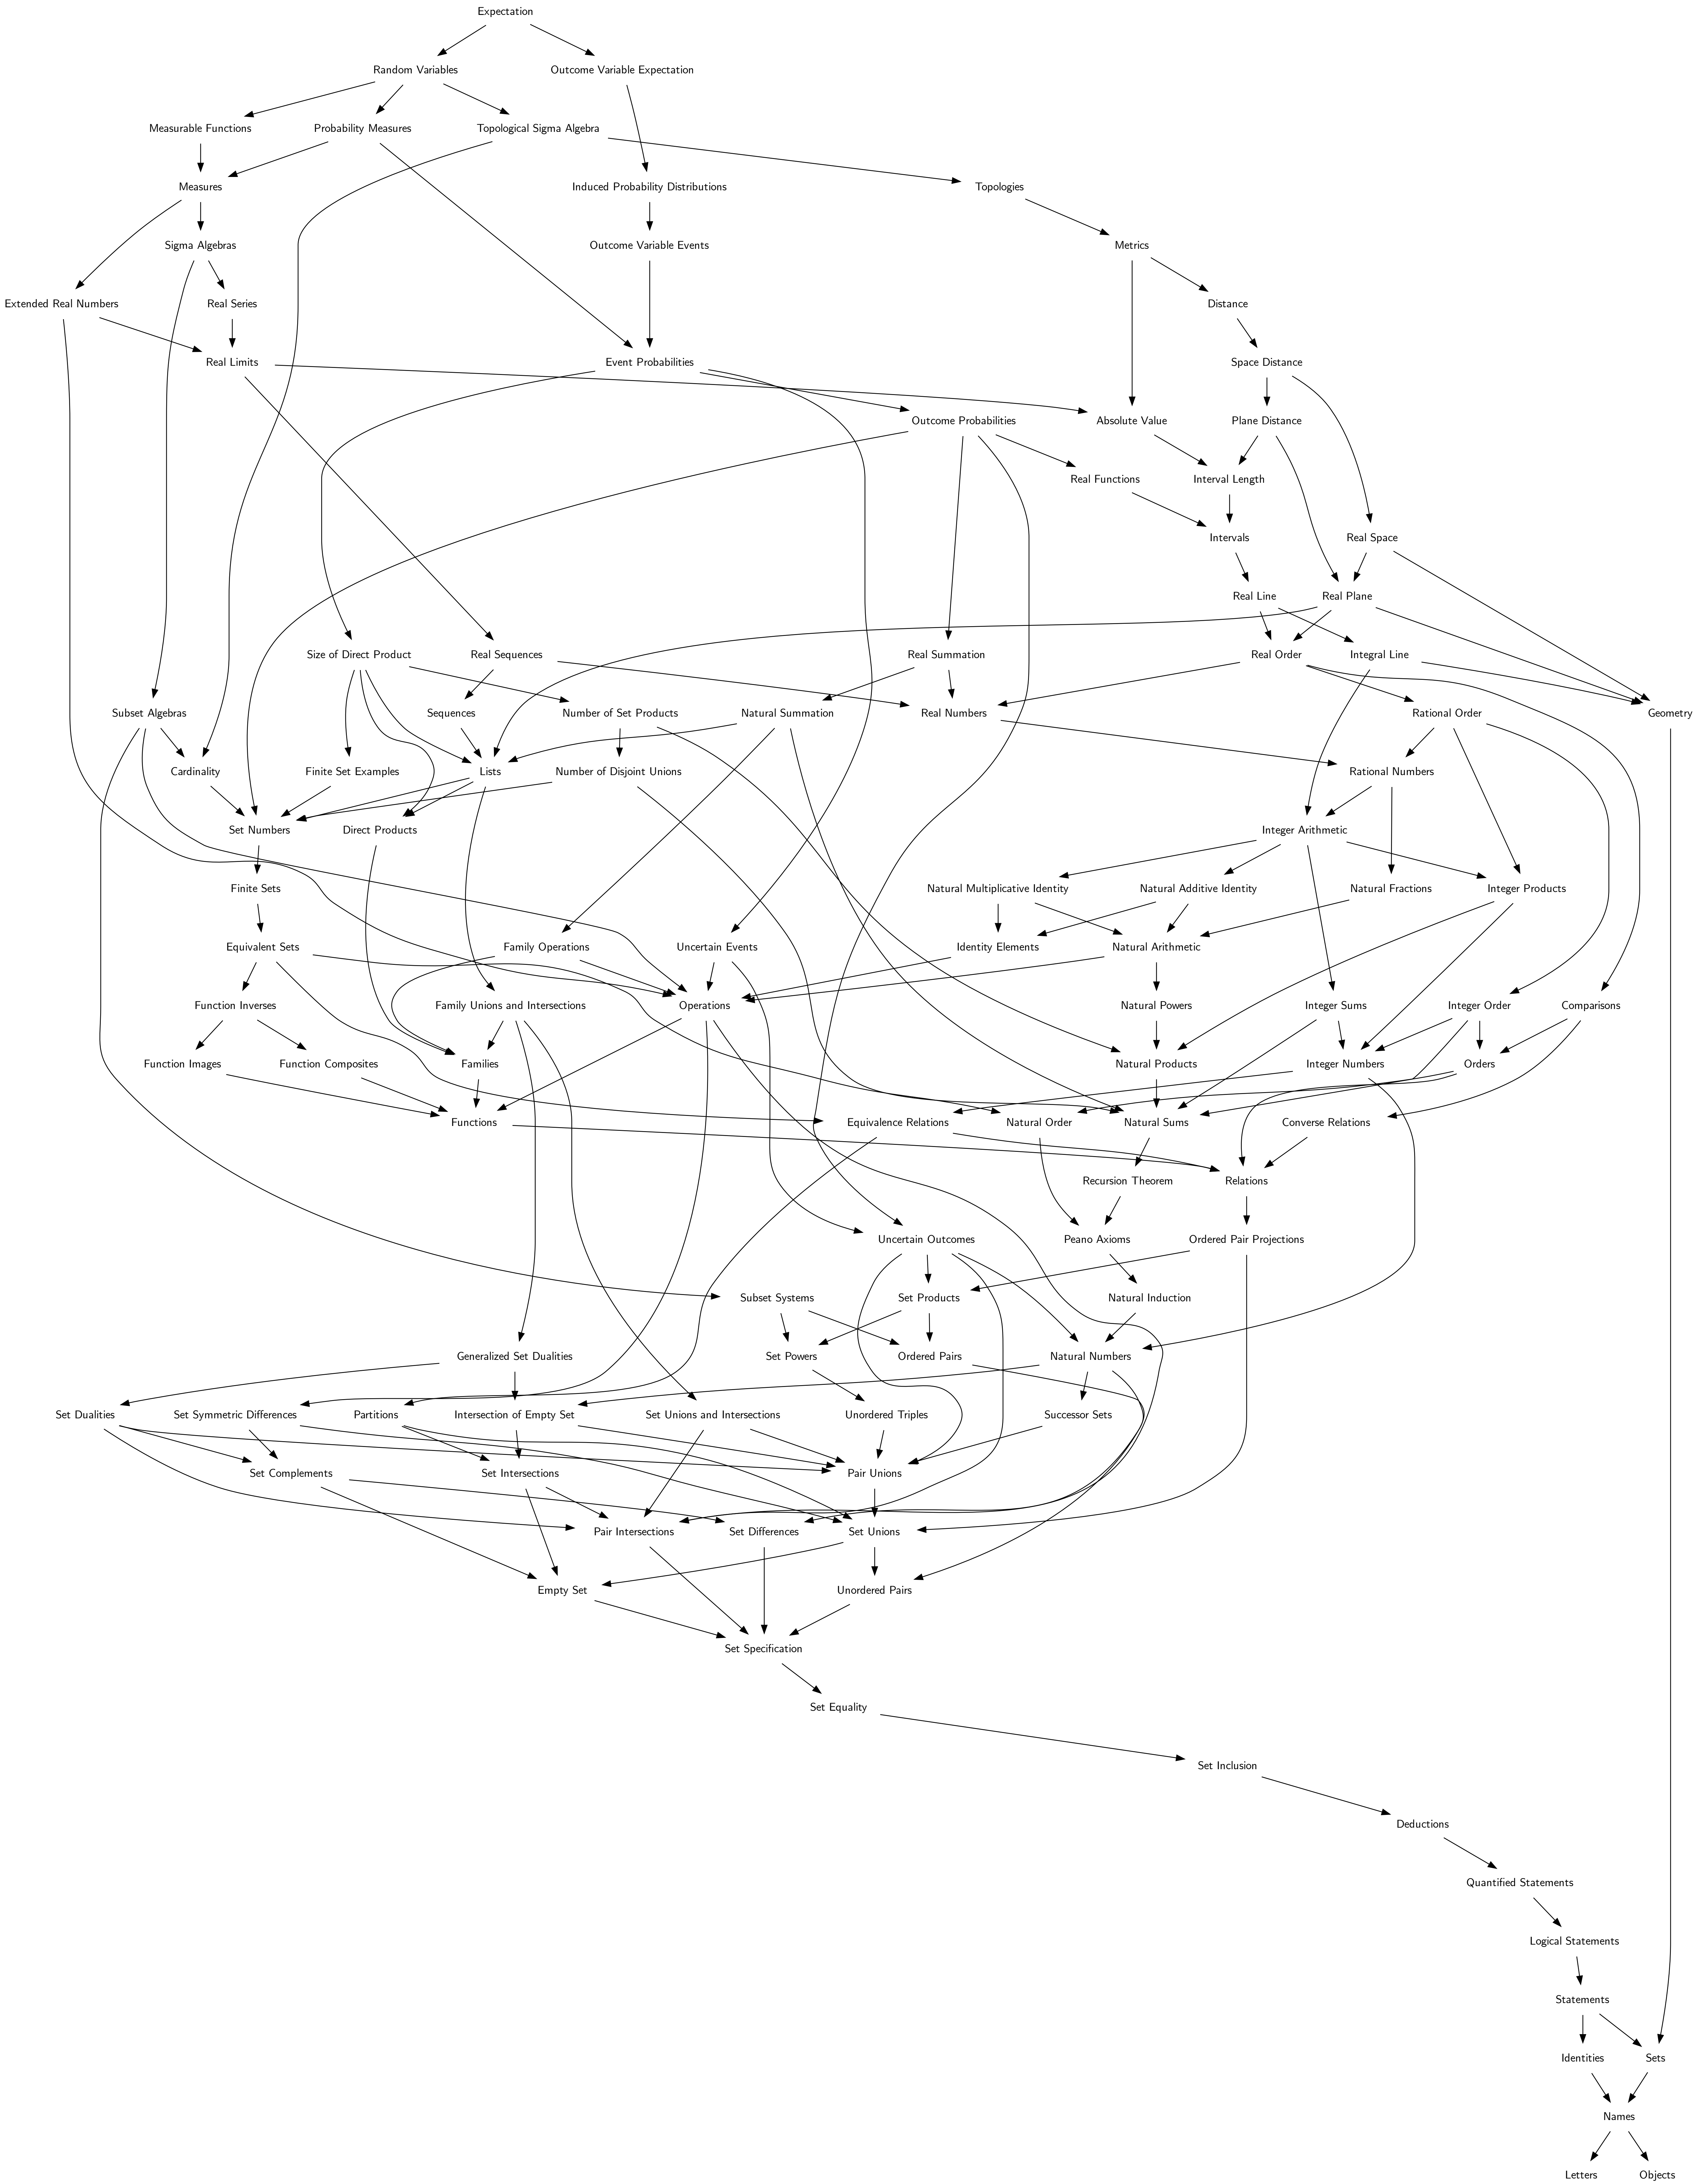 Expectation
Random Variables
Outcome Variable Expectation
Measurable Functions
Probability Measures
Topological Sigma Algebra
Measures
Induced Probability Distributions
Topologies
Sigma Algebras
Outcome Variable Events
Metrics
Extended Real Numbers
Real Series
Distance
Real Limits
Event Probabilities
Space Distance
Outcome Probabilities
Absolute Value
Plane Distance
Real Functions
Interval Length
Intervals
Real Space
Real Line
Real Plane
Size of Direct Product
Real Sequences
Real Summation
Real Order
Integral Line
Subset Algebras
Sequences
Number of Set Products
Natural Summation
Real Numbers
Rational Order
Geometry
Cardinality
Finite Set Examples
Lists
Number of Disjoint Unions
Rational Numbers
Set Numbers
Direct Products
Integer Arithmetic
Finite Sets
Natural Multiplicative Identity
Natural Additive Identity
Natural Fractions
Integer Products
Equivalent Sets
Family Operations
Uncertain Events
Identity Elements
Natural Arithmetic
Function Inverses
Family Unions and Intersections
Operations
Natural Powers
Integer Sums
Integer Order
Comparisons
Function Images
Function Composites
Families
Natural Products
Integer Numbers
Orders
Functions
Equivalence Relations
Natural Order
Natural Sums
Converse Relations
Recursion Theorem
Relations
Uncertain Outcomes
Peano Axioms
Ordered Pair Projections
Subset Systems
Set Products
Natural Induction
Generalized Set Dualities
Set Powers
Ordered Pairs
Natural Numbers
Set Dualities
Set Symmetric Differences
Partitions
Intersection of Empty Set
Set Unions and Intersections
Unordered Triples
Successor Sets
Set Complements
Set Intersections
Pair Unions
Pair Intersections
Set Differences
Set Unions
Empty Set
Unordered Pairs
Set Specification
Set Equality
Set Inclusion
Deductions
Quantified Statements
Logical Statements
Statements
Identities
Sets
Names
Letters
Objects